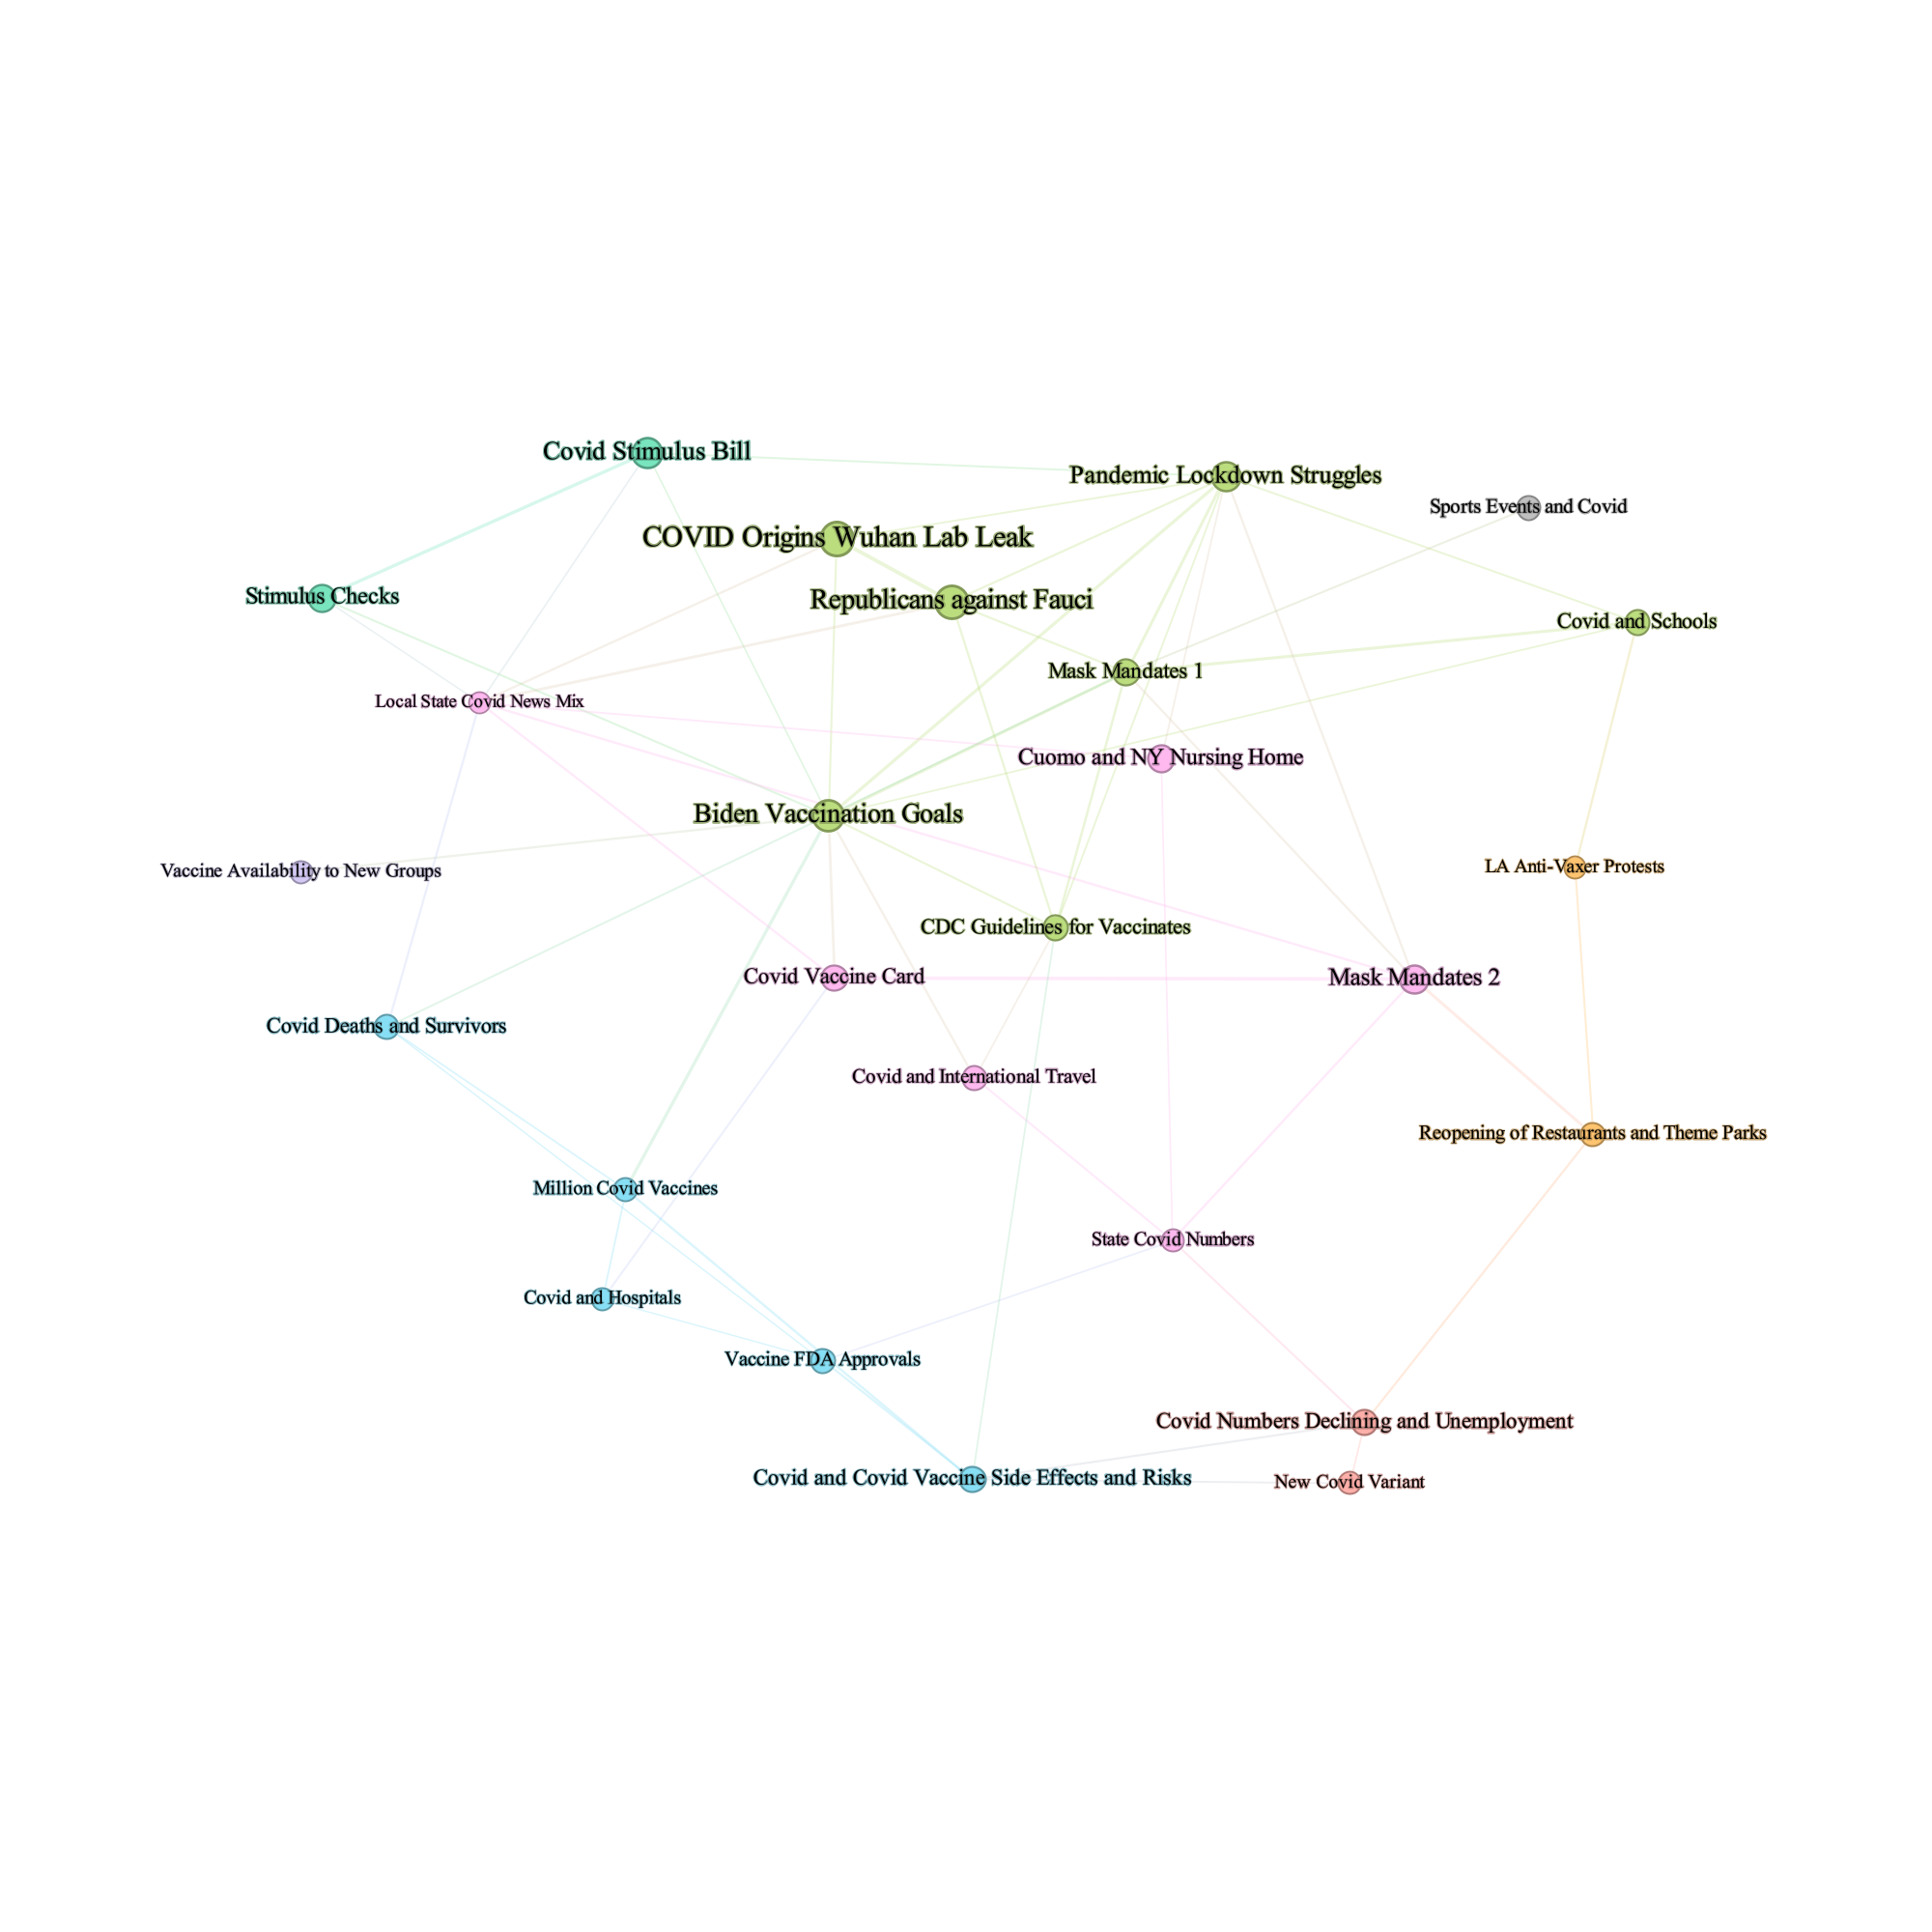 Covid Stimulus Bill
Pandemic Lockdown Struggles
Sports Events and Covid
COVID Origins Wuhan Lab Leak
Stimulus Checks
Republicans against Fauci
Covid and Schools
Mask Mandates 1
Local State Covid News Mix
Cuomo and NY Nursing Home
Biden Vaccination Goals
Vaccine Availability to New Groups
LA Anti-Vaxer Protests
CDC Guidelines for Vaccinates
Covid Vaccine Card
Mask Mandates 2
Covid Deaths and Survivors
Covid and International Travel
Reopening of Restaurants and Theme Parks
Million Covid Vaccines
State Covid Numbers
Covid and Hospitals
Vaccine FDA Approvals
Covid Numbers Declining and Unemployment
Covid and Covid Vaccine Side Effects and Risks
New Covid Variant